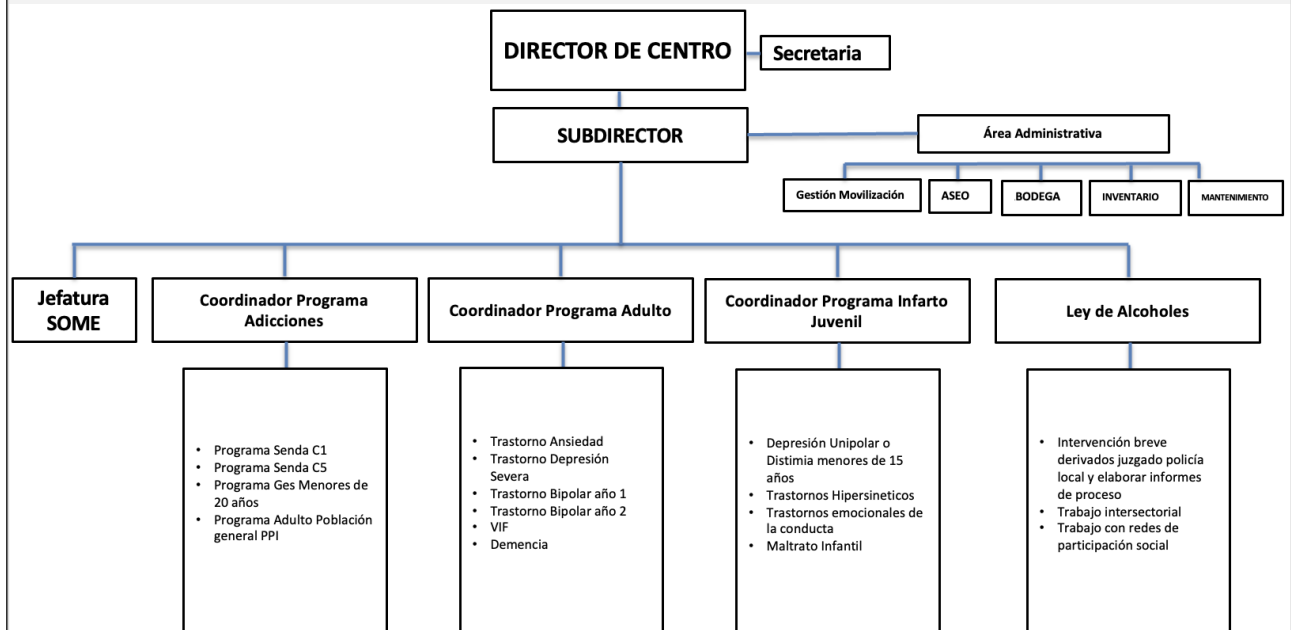 DIRECTOR DE CENTRO
Secretaria
SUBDIRECTOR
Área Administrativa
Gestión Movilización
ASEO
BODEGA
INVENTARIO
MANTENIMIENTO
Jefatura
SOME
Coordinador Programa
Adicciones
Coordinador Programa Adulto
Coordinador Programa Infarto
Juvenil
Ley de Alcoholes
• Programa Senda C1
• Programa Senda C5
• Programa Ges Menores de
20 años
• Programa Adulto Población
general PPI
• Trastorno Ansiedad
• Trastorno Depresión
Severa
• Trastorno Bipolar año 1
• Trastorno Bipolar año 2
• VIF
• Demencia
• Depresión Unipolar o
Distimia menores de 15
años
• Trastornos Hipersineticos
• Trastornos emocionales de
la conducta
• Maltrato Infantil
• Intervención breve
derivados juzgado policía
local y elaborar informes
de proceso
• Trabajo intersectorial
• Trabajo con redes de
participación social